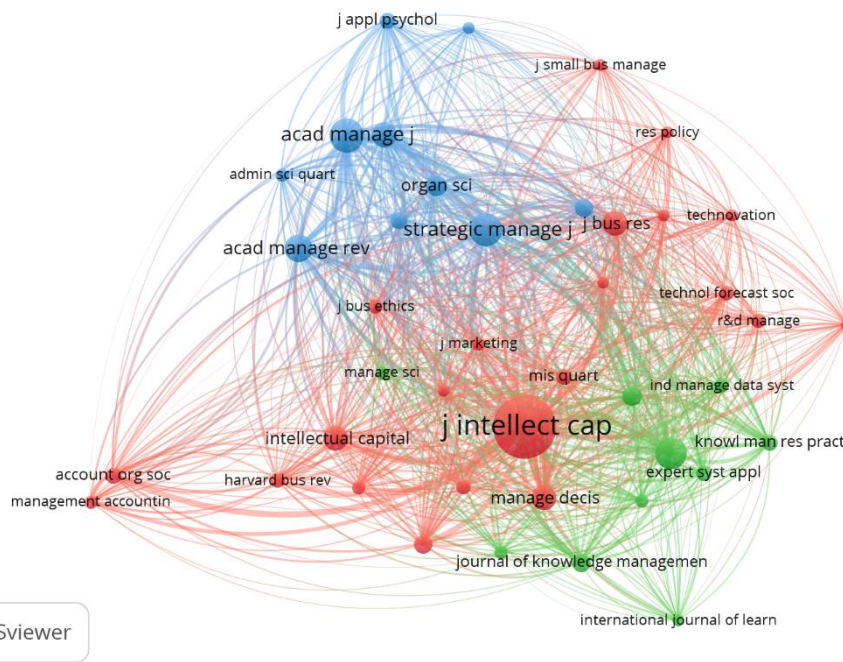 j appl psychol
j small bus manage
acad manage j
res policy
admin sci quart
organ sci
technovation
strategic manage j
j bus res
acad manage rev
technol forecast soc
j bus ethics
r&d manage
j marketing
manage sci
mis quart
ind manage data syst
j intellect cap
intellectual capital
knowl man res pract
account org soc
harvard bus rev
expert syst appl
management accountin
manage decis
journal of knowledge managemen
international journal of learn
Sviewer